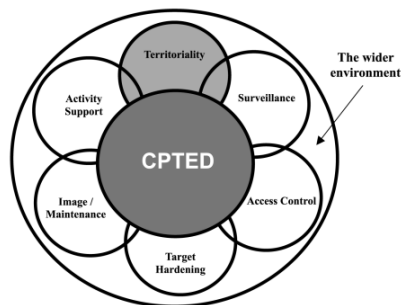 Territoriality
The wider
environment
Activity
Support
Surveillance
CPTED
Image /
Maintenance
Access Control
Target
Hardening